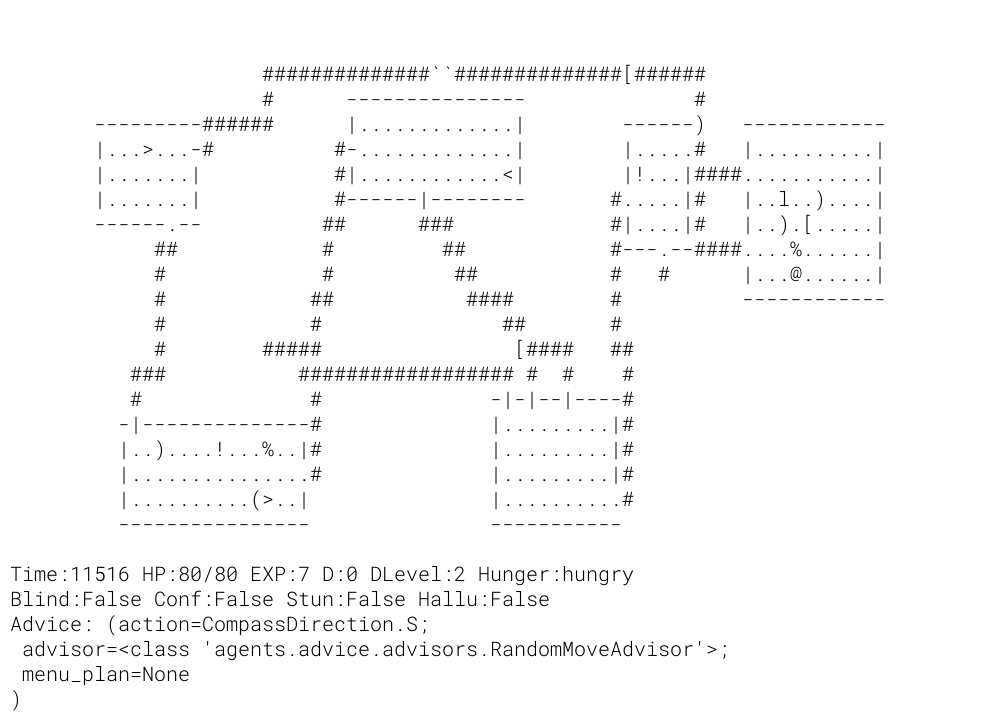 ##############``##############[######
                     #      ---------------              #
       ---------######      |.............|        ------)   ------------
       |...>...-#          #-.............|        |.....#   |..........|
       |.......|           #|............<|        |!...|####...........|
       |.......|           #------|--------       #.....|#   |..l..)....|
       ------.--          ##      ###             #|....|#   |..).[.....|
            ##            #         ##            #---.--####....%......|
            #             #          ##           #   #      |...@......|
            #            ##           ####        #          ------------
            #            #               ##       #
            #        #####                [####   ##
          ###           ################## #  #    #
          #              #              -|-|--|----#
         -|--------------#              |.........|#
         |..)....!...%..|#              |.........|#
         |...............#              |.........|#
         |..........(>..|               |..........#
         ----------------               -----------
Time:11516 HP:80/80 EXP:7 D:0 DLevel:2 Hunger:hungry
Blind:False Conf:False Stun:False Hallu:False
Advice: (action=CompassDirection.S;
 advisor=<class 'agents.advice.advisors.RandomMoveAdvisor'>;
 menu_plan=None
)